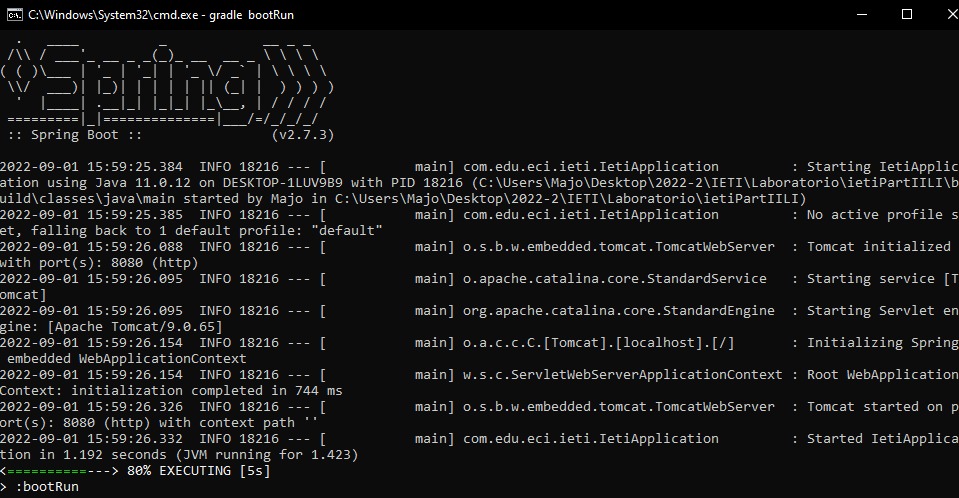 C:\Windows\System32\cmd.exe - gradle  bootRun
  .   ____          _            __ _ _
 /\\ / ___'_ __ _ _(_)_ __  __ _ \ \ \ \
( ( )\___ | '_ | '_| | '_ \/ _` | \ \ \ \
 \\/  ___)| |_)| | | | | || (_| |  ) ) ) )
  '  |____| .__|_| |_|_| |_\__, | / / / /
 =========|_|==============|___/=/_/_/_/
 :: Spring Boot ::                (v2.7.3)
2022-09-01 15:59:25.384  INFO 18216 --- [           main] com.edu.eci.ieti.IetiApplication         : Starting IetiApplic
ation using Java 11.0.12 on DESKTOP-1LUV9B9 with PID 18216 (C:\Users\Majo\Desktop\2022-2\IETI\Laboratorio\ietiPartIILI\b
uild\classes\java\main started by Majo in C:\Users\Majo\Desktop\2022-2\IETI\Laboratorio\ietiPartIILI)
2022-09-01 15:59:25.385  INFO 18216 --- [           main] com.edu.eci.ieti.IetiApplication         : No active profile s
et, falling back to 1 default profile: "default"
2022-09-01 15:59:26.088  INFO 18216 --- [           main] o.s.b.w.embedded.tomcat.TomcatWebServer  : Tomcat initialized
with port(s): 8080 (http)
2022-09-01 15:59:26.095  INFO 18216 --- [           main] o.apache.catalina.core.StandardService   : Starting service [T
omcat]
2022-09-01 15:59:26.095  INFO 18216 --- [           main] org.apache.catalina.core.StandardEngine  : Starting Servlet en
gine: [Apache Tomcat/9.0.65]
2022-09-01 15:59:26.154  INFO 18216 --- [           main] o.a.c.c.C.[Tomcat].[localhost].[/]       : Initializing Spring
 embedded WebApplicationContext
2022-09-01 15:59:26.154  INFO 18216 --- [           main] w.s.c.ServletWebServerApplicationContext : Root WebApplication
Context: initialization completed in 744 ms
2022-09-01 15:59:26.326  INFO 18216 --- [           main] o.s.b.w.embedded.tomcat.TomcatWebServer  : Tomcat started on p
ort(s): 8080 (http) with context path ''
2022-09-01 15:59:26.332  INFO 18216 --- [           main] com.edu.eci.ieti.IetiApplication         : Started IetiApplica
tion in 1.192 seconds (JVM running for 1.423)
<==========---> 80% EXECUTING [5s]
> :bootRun